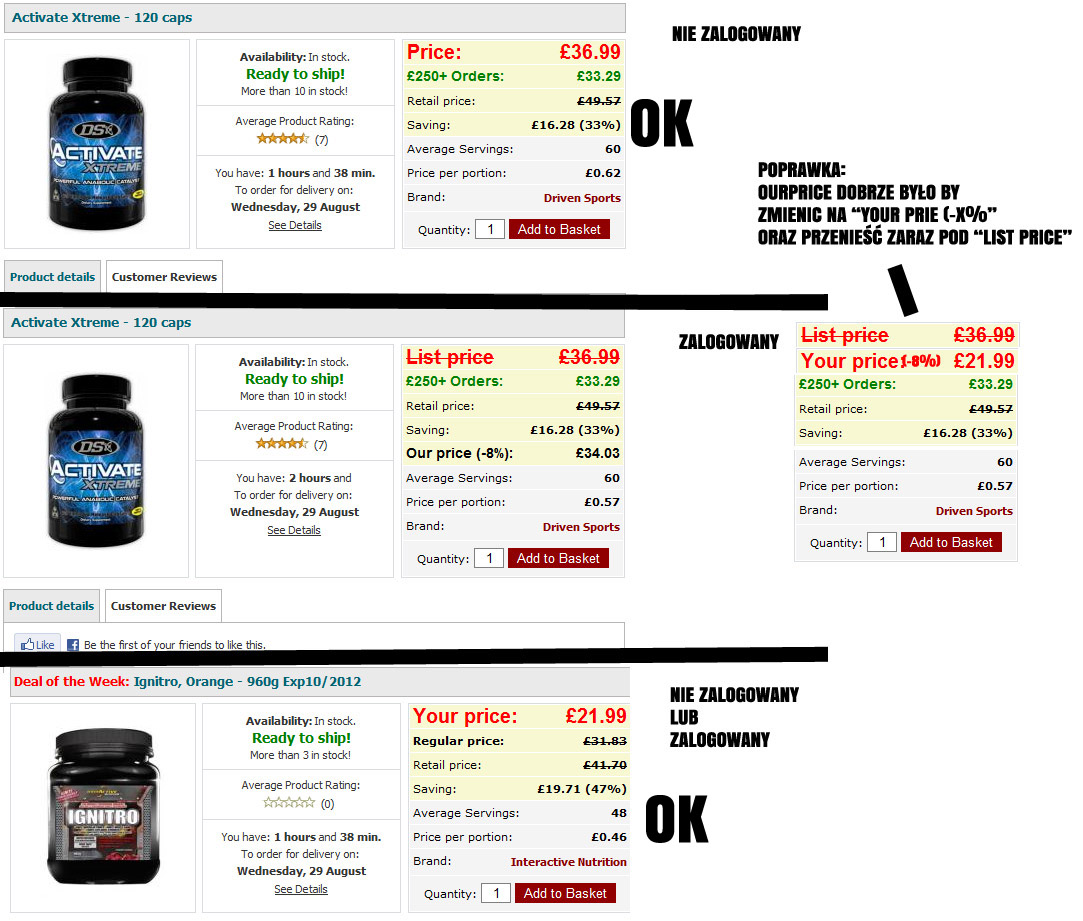 Activate Xtreme - 120 caps
NIE ZALOGOWANY
DSX
ACTIVATE
XTREME
POWERFUL ANABOLIC CATALYST
Availability: In stock.
Ready to ship!
More than 10 in stock!
Average Product Rating:
(7)
You have: 1 hours and 38 min.
To order for delivery on:
Wednesday, 29 August
See Details
Price: £36.99
£250+ Orders: £33.29
Retail price: £49.57
Saving: £16.28 (33%)
Average Servings: 60
Price per portion: £0.62
Brand: Driven Sports
Quantity: 1 Add to Basket
OK
POPRAWKA:
OURPRICE DOBRZE BYŁO BY
ZMIENIC NA “YOUR PRIE (-X%”
ORAZ PRZENIEŚĆ ZARAZ POD “LIST PRICE”
Product details Customer Reviews
Activate Xtreme - 120 caps
ZALOGOWANY
DSX
ACTIVATE
XTREME
POWERFUL ANABOLIC CATALYST
Availability: In stock.
Ready to ship!
More than 10 in stock!
Average Product Rating:
(7)
You have: 2 hours and
To order for delivery on:
Wednesday, 29 August
See Details
List price £36.99
£250+ Orders: £33.29
Retail price: £49.57
Saving: £16.28 (33%)
Our price (-8%): £34.03
Average Servings: 60
Price per portion: £0.57
Brand: Driven Sports
Quantity: 1 Add to Basket
List price £36.99
Your price (-8%) £21.99
£250+ Orders: £33.29
Retail price: £49.57
Saving: £16.28 (33%)
Average Servings: 60
Price per portion: £0.57
Brand: Driven Sports
Quantity: 1 Add to Basket
Product details Customer Reviews
Like f Be the first of your friends to like this.
Deal of the Week: Ignitro, Orange - 960g Exp10/2012
NIE ZALOGOWANY
LUB
ZALOGOWANY
IGNITRO
Availability: In stock.
Ready to ship!
More than 3 in stock!
Average Product Rating:
(0)
You have: 1 hours and 38 min.
To order for delivery on:
Wednesday, 29 August
See Details
Your price: £21.99
Regular price: £31.83
Retail price: £41.70
Saving: £19.71 (47%)
Average Servings: 48
Price per portion: £0.46
Brand: Interactive Nutrition
Quantity: 1 Add to Basket
OK